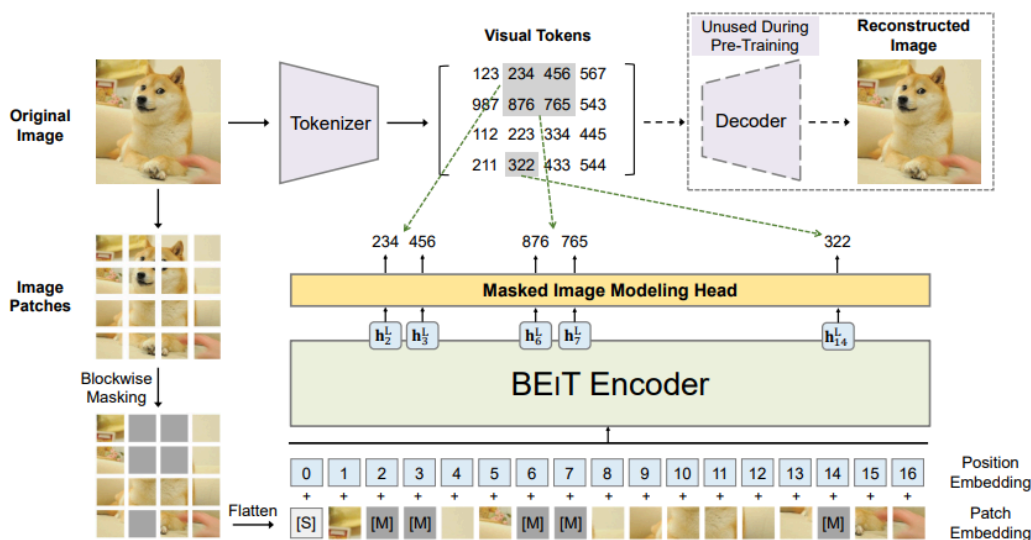 Unused During
Pre-Training
Reconstructed
Image
Visual Tokens
Original
Image
Tokenizer
123 234 456 567
987 876 765 543
112 223 334 445
211 322 433 544
Decoder
234 456 876 765 322
Image
Patches
Masked Image Modeling Head
h₂ᴸ h₃ᴸ h₆ᴸ h₇ᴸ h₁₄ᴸ
Blockwise
Masking
BEIT Encoder
0 1 2 3 4 5 6 7 8 9 10 11 12 13 14 15 16
Position
Embedding
+ + + + + + + + + + + + + + + + +
Flatten
[S] [M] [M] [M] [M] [M]
Patch
Embedding